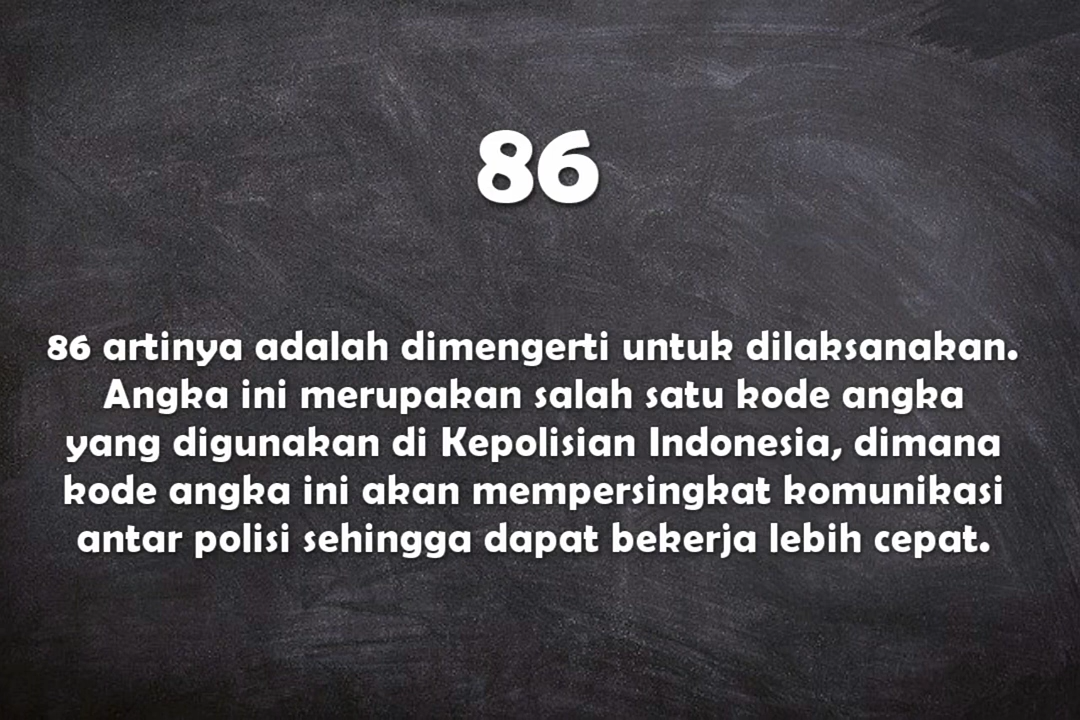 86
86 artinya adalah dimengerti untuk dilaksanakan.
Angka ini merupakan salah satu kode angka
yang digunakan di Kepolisian Indonesia, dimana
kode angka ini akan mempersingkat komunikasi
antar polisi sehingga dapat bekerja lebih cepat.